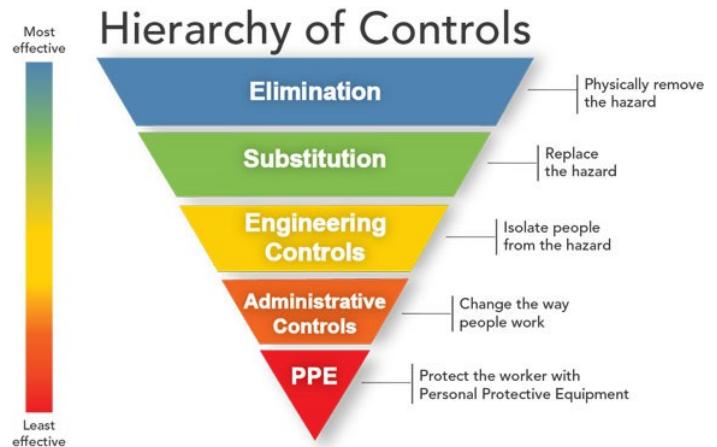 Hierarchy of Controls
Most
effective
Elimination
Physically remove
the hazard
Substitution
Replace
the hazard
Engineering
Controls
Isolate people
from the hazard
Administrative
Controls
Change the way
people work
PPE
Protect the worker with
Personal Protective Equipment
Least
effective